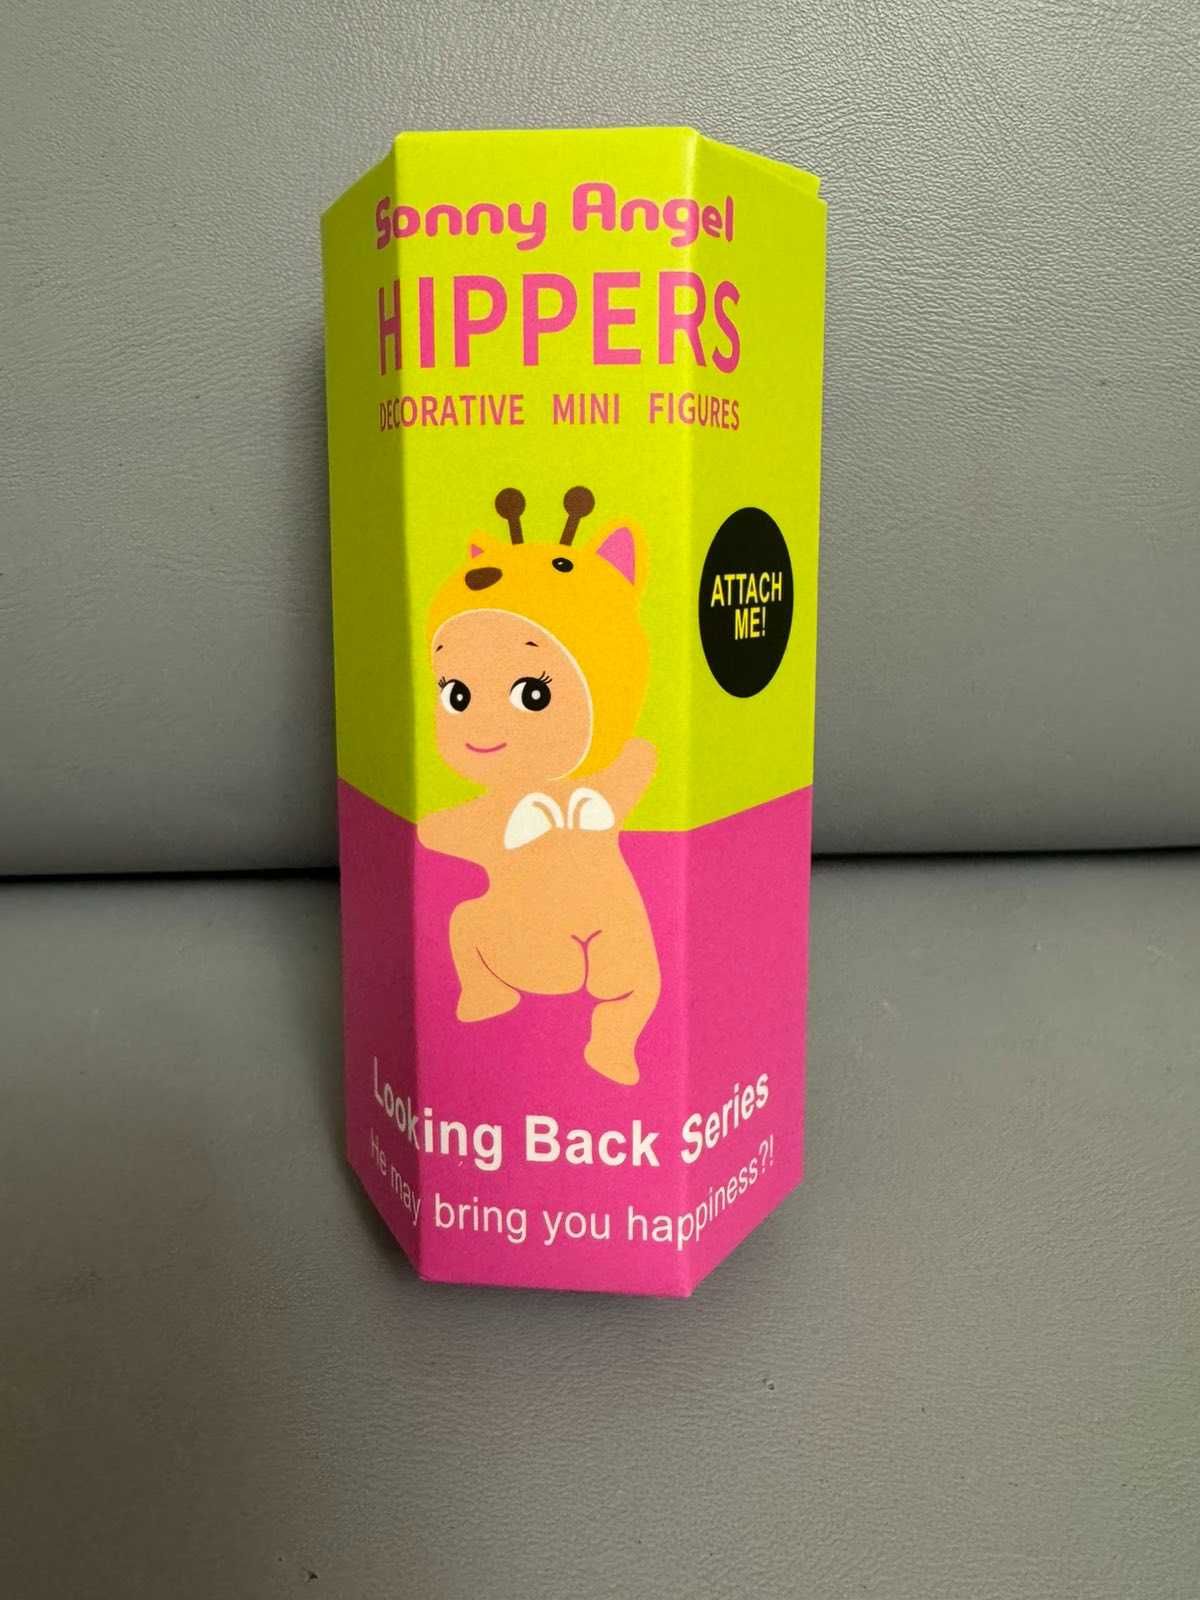 Sonny Angel
HIPPERS
DECORATIVE MINI FIGURES
ATTACH
ME!
Looking Back Series
He may bring you happiness?!